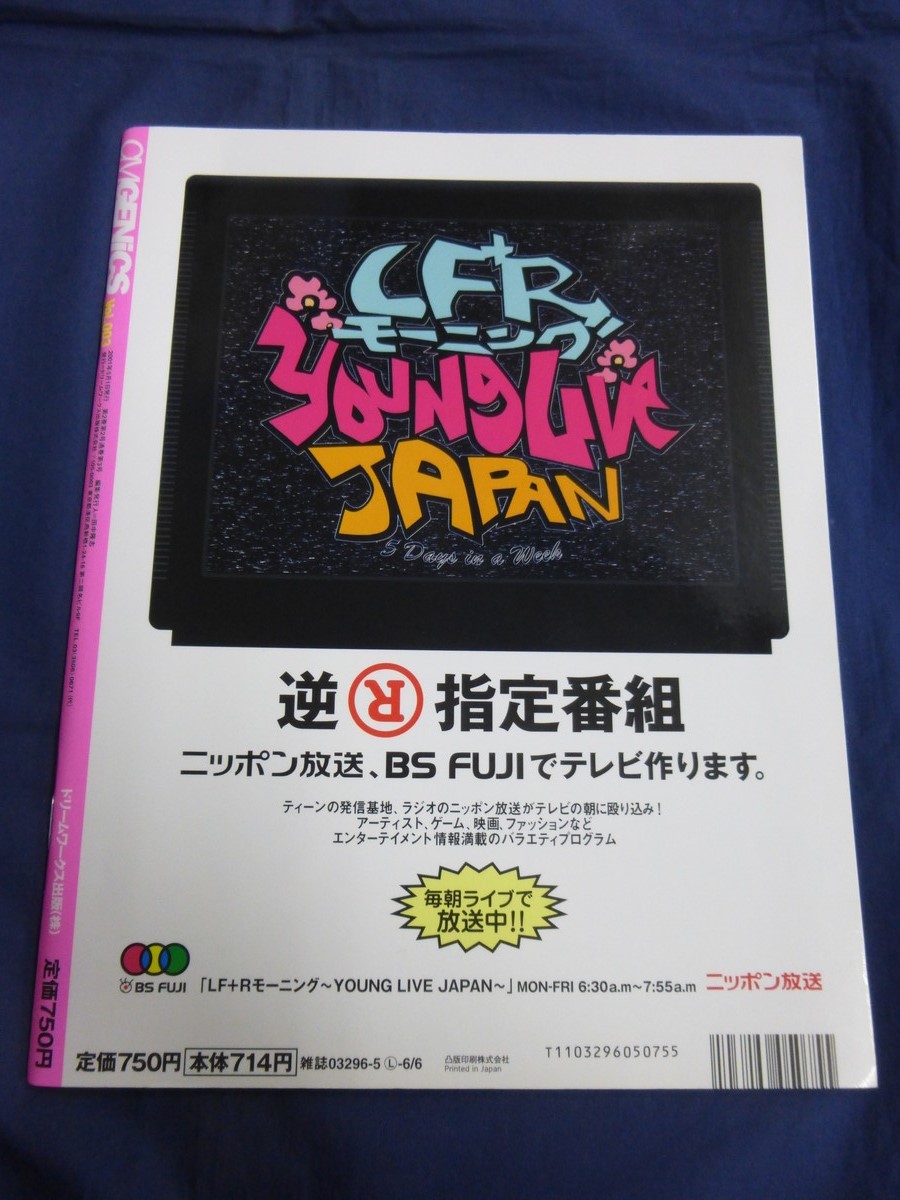 LF+R
モーニング
YOUNG LIVE
JAPAN
5 Days in a Week
逆Ⓡ指定番組
ニッポン放送、BS FUJIでテレビ作ります。
ティーンの発信基地、ラジオのニッポン放送がテレビの朝に殴り込み!
アーティスト、ゲーム、映画、ファッションなど
エンターテイメント情報満載のバラエティプログラム
毎朝ライブで
放送中!!
BS FUJI 「LF+Rモーニング〜YOUNG LIVE JAPAN〜」 MON-FRI 6:30a.m〜7:55a.m ニッポン放送
定価750円 本体714円 雑誌03296-5 Ⓛ-6/6
凸版印刷株式会社
Printed in Japan
T1103296050755
ドリームワークス出版(株)
定価750円